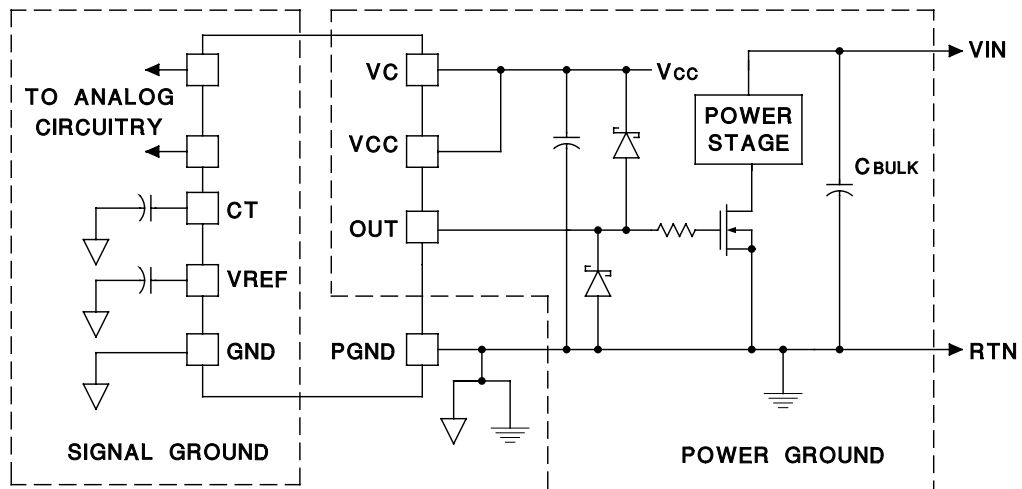 TO ANALOG
CIRCUITRY
CT
VREF
GND
SIGNAL GROUND
VC
VCC
OUT
PGND
VCC
POWER
STAGE
CBULK
VIN
RTN
POWER GROUND